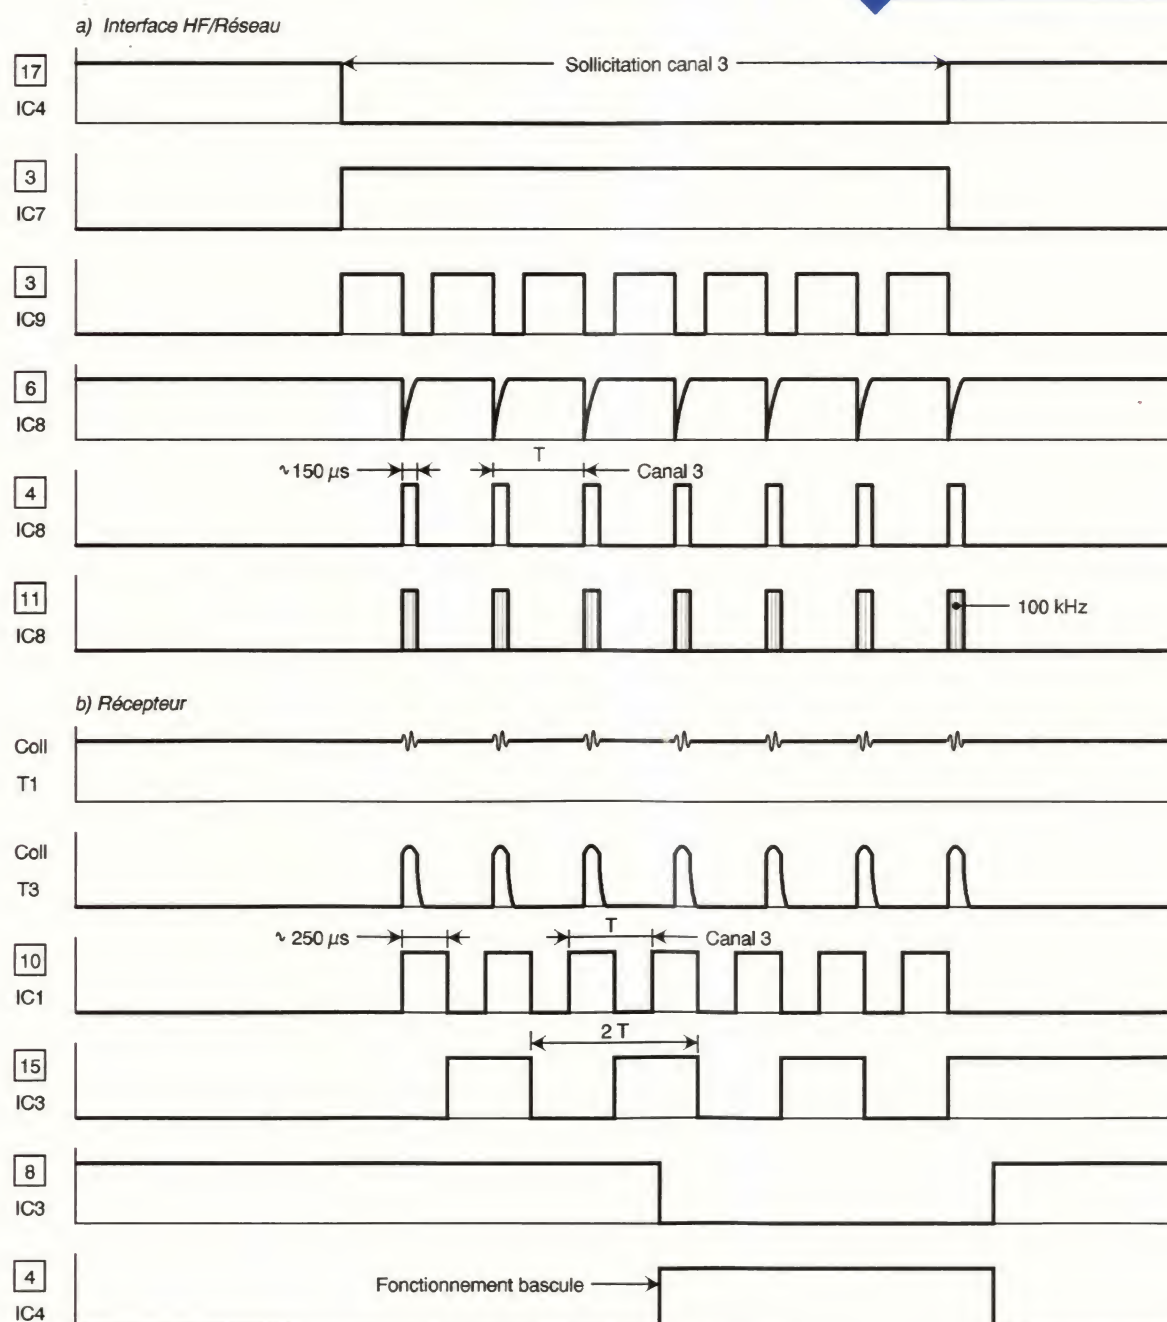 a) Interface HF/Réseau
17
IC4
Sollicitation canal 3
3
IC7
3
IC9
6
IC8
~150 µs
T
Canal 3
4
IC8
11
IC8
100 kHz
b) Récepteur
Coll
T1
Coll
T3
~ 250 µs
T
Canal 3
10
IC1
2 T
15
IC3
8
IC3
4
IC4
Fonctionnement bascule